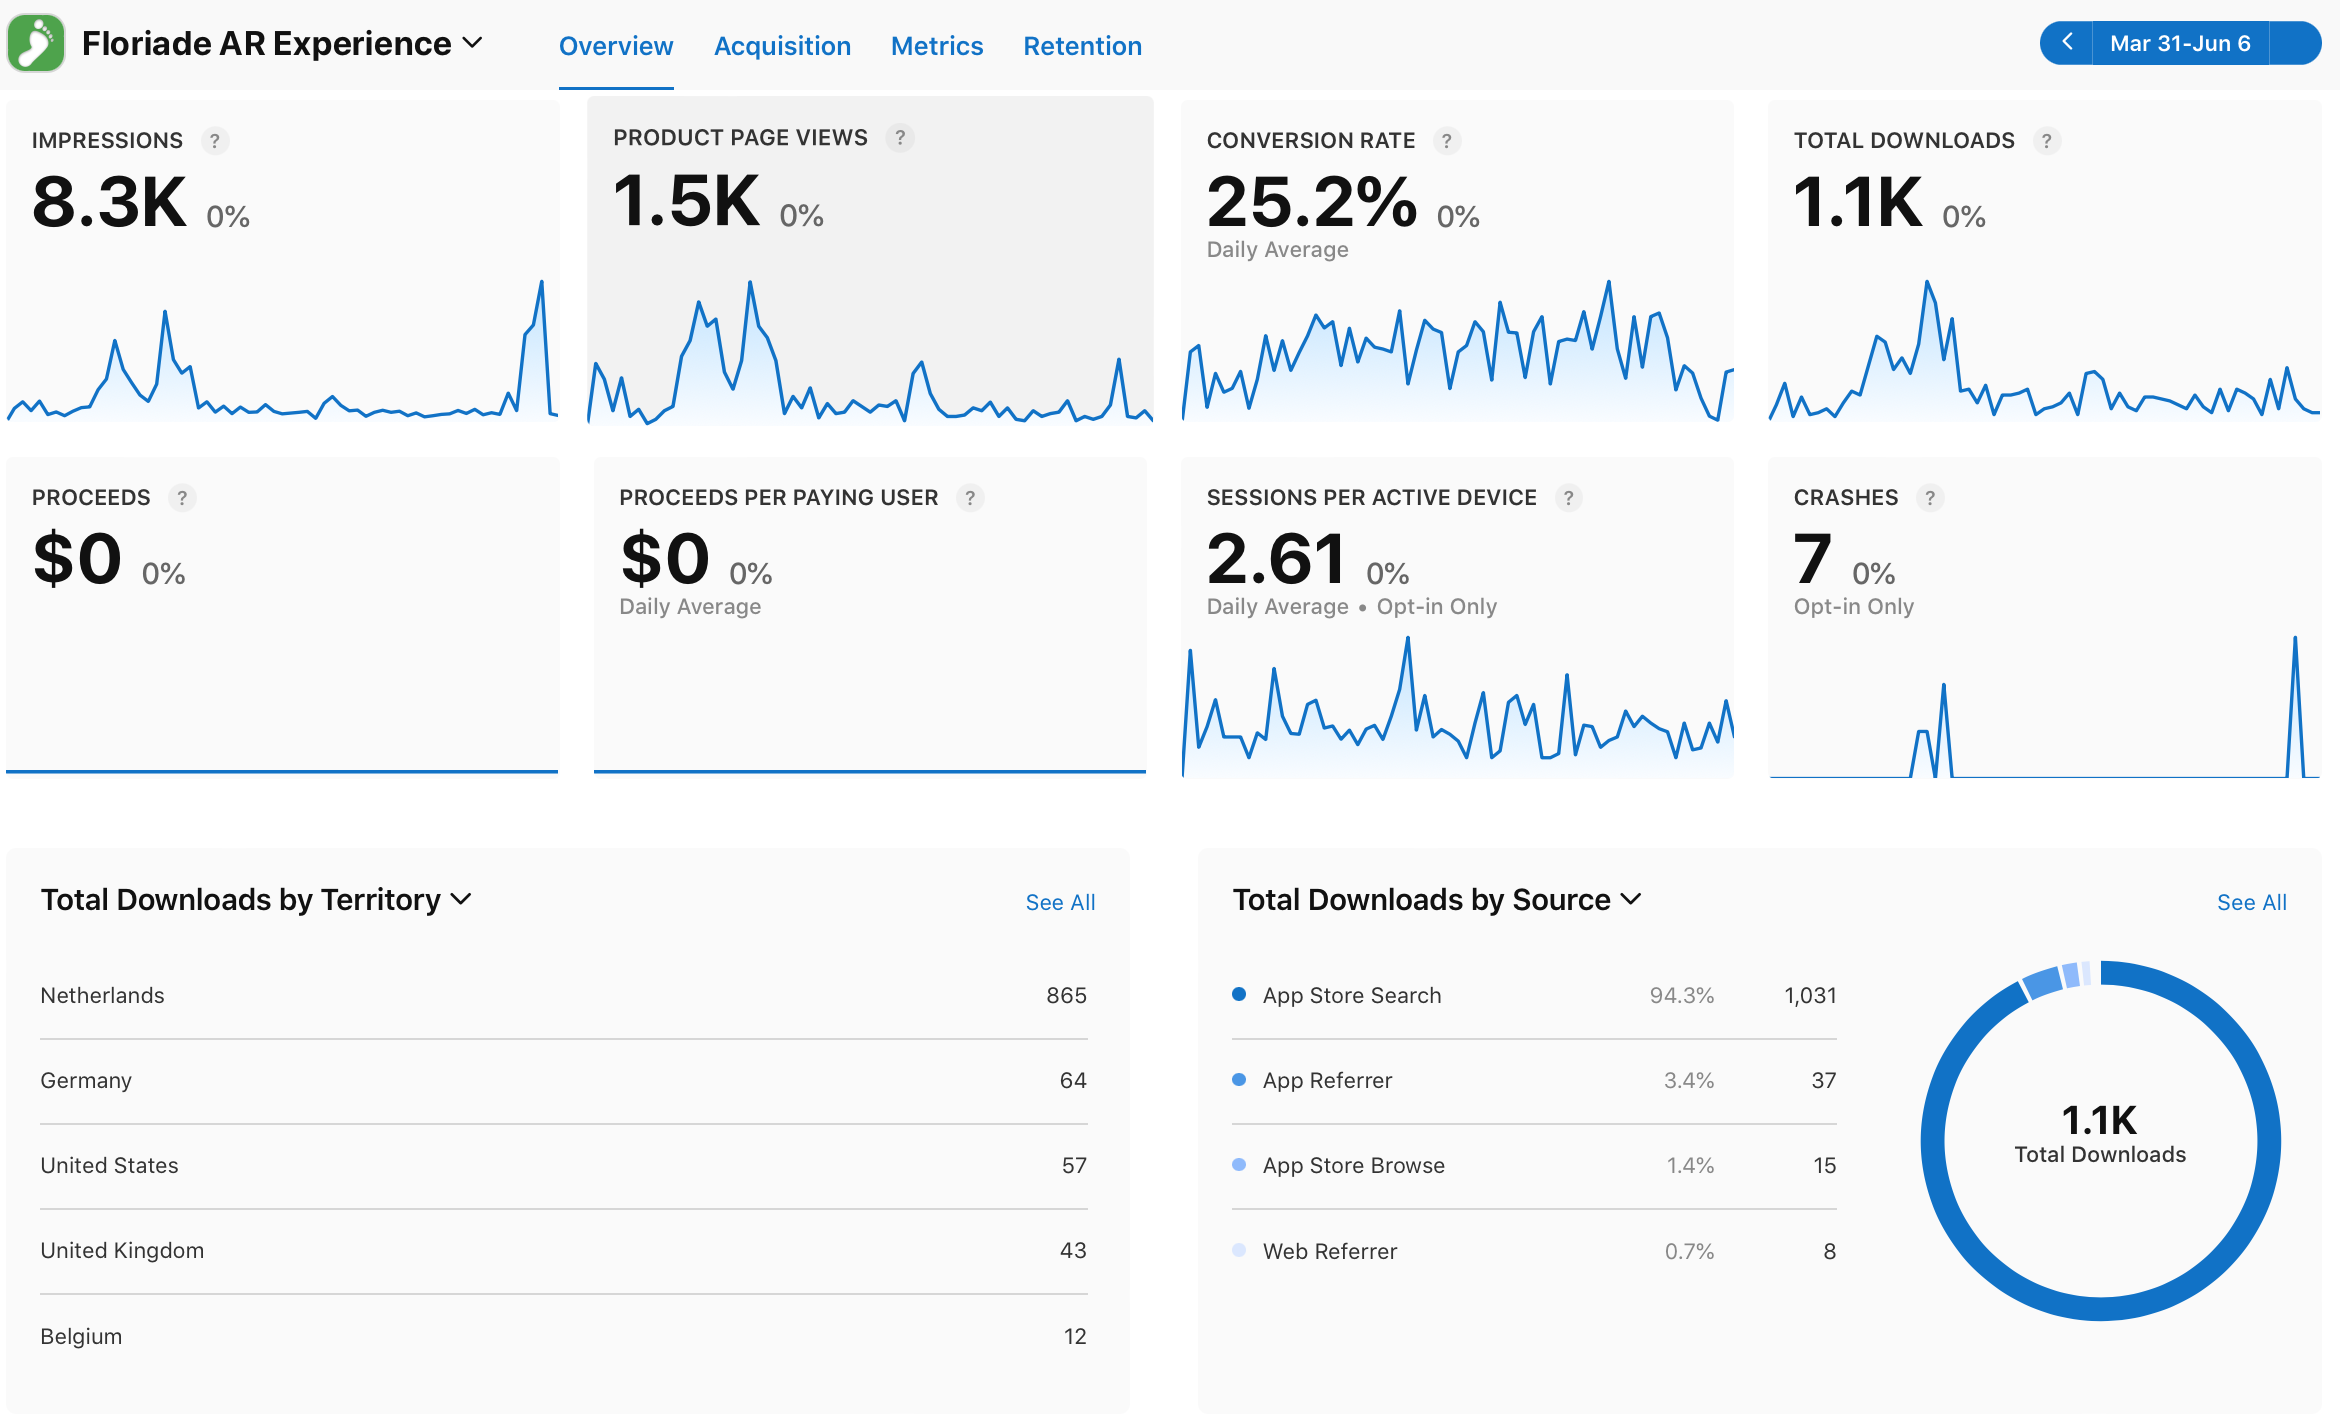 Floriade AR Experience
Overview Acquisition Metrics Retention
Mar 31-Jun 6
IMPRESSIONS ?
8.3K 0%
PRODUCT PAGE VIEWS ?
1.5K 0%
CONVERSION RATE ?
25.2% 0%
Daily Average
TOTAL DOWNLOADS ?
1.1K 0%
PROCEEDS ?
$0 0%
PROCEEDS PER PAYING USER ?
$0 0%
Daily Average
SESSIONS PER ACTIVE DEVICE ?
2.61 0%
Daily Average • Opt-in Only
CRASHES ?
7 0%
Opt-in Only
Total Downloads by Territory See All
Netherlands 865
Germany 64
United States 57
United Kingdom 43
Belgium 12
Total Downloads by Source See All
App Store Search 94.3% 1,031
App Referrer 3.4% 37
App Store Browse 1.4% 15
Web Referrer 0.7% 8
1.1K
Total Downloads